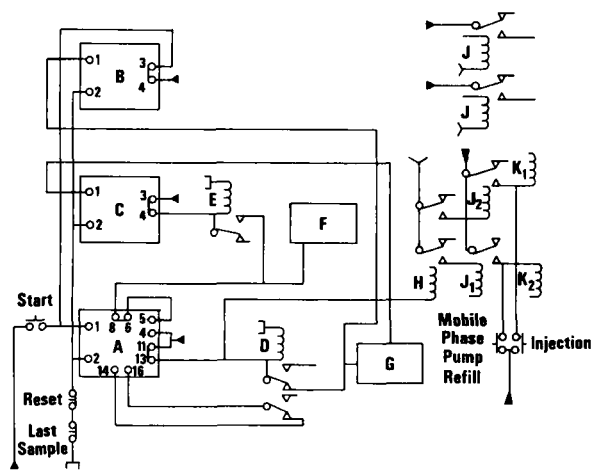 B
1
2
3
4
J
J
C
1
2
3
4
E
F
K1
J2
H
J1
K2
Start
A
1
2
8
6
5
4
11
13
14
16
D
G
Mobile
Phase
Pump
Refill
Injection
Reset
Last
Sample